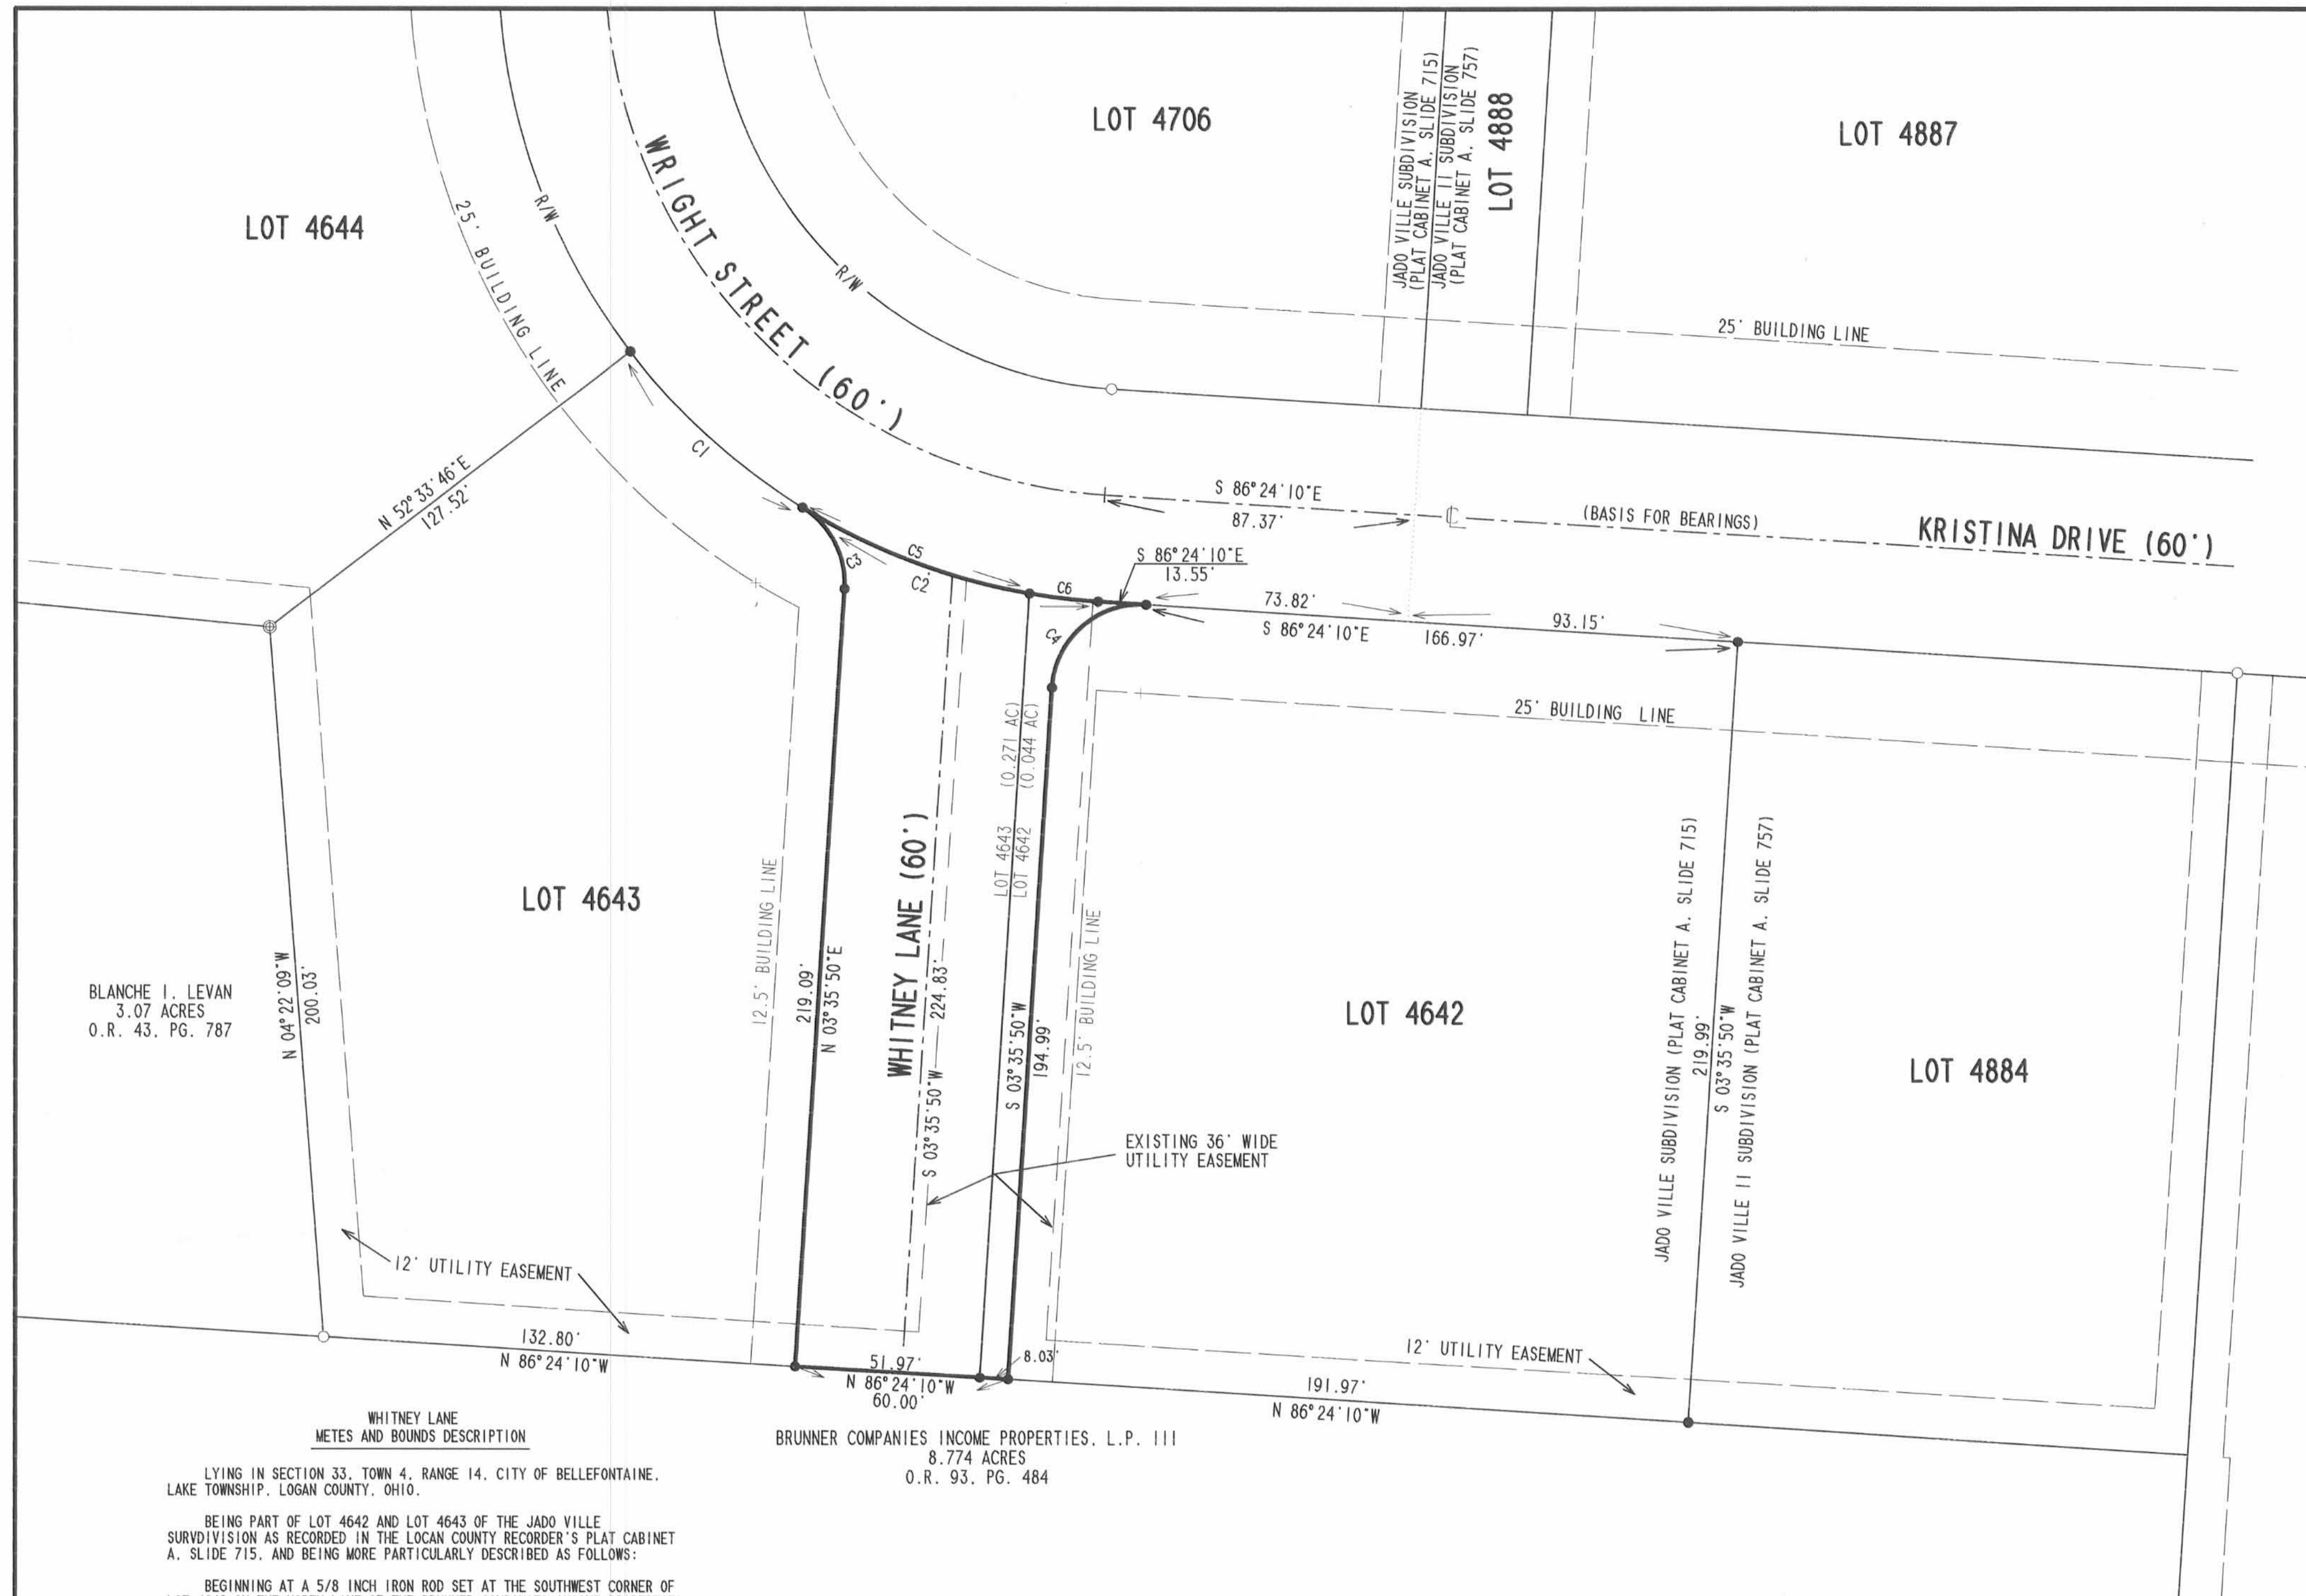 LOT 4706
JADO VILLE SUBDIVISION
(PLAT CABINET A. SLIDE 715)
JADO VILLE II SUBDIVISION
(PLAT CABINET A. SLIDE 757)
LOT 4888
LOT 4887
LOT 4644
R/W
25' BUILDING LINE
WRIGHT STREET (60')
R/W
25' BUILDING LINE
C1
N 52° 33' 46"E
127.52'
S 86° 24' 10"E
87.37'
℄
(BASIS FOR BEARINGS)
KRISTINA DRIVE (60')
C3
C5
C2
C6
C4
S 86° 24' 10"E
13.55'
73.82'
S 86° 24' 10"E
166.97'
93.15'
25' BUILDING LINE
(0.271 AC)
(0.044 AC)
LOT 4643
LOT 4642
LOT 4643
12.5' BUILDING LINE
219.09'
N 03° 35' 50"E
WHITNEY LANE (60')
S 03° 35' 50"W
224.83'
S 03° 35' 50"W
194.99'
12.5' BUILDING LINE
LOT 4642
JADO VILLE SUBDIVISION (PLAT CABINET A. SLIDE 715)
219.99'
S 03° 35' 50"W
JADO VILLE II SUBDIVISION (PLAT CABINET A. SLIDE 757)
LOT 4884
BLANCHE I. LEVAN
3.07 ACRES
O.R. 43. PG. 787
N 04° 22' 09"W
200.03'
EXISTING 36' WIDE
UTILITY EASEMENT
12' UTILITY EASEMENT
132.80'
N 86° 24' 10"W
51.97'
8.03'
N 86° 24' 10"W
60.00'
12' UTILITY EASEMENT
191.97'
N 86° 24' 10"W
BRUNNER COMPANIES INCOME PROPERTIES. L.P. III
8.774 ACRES
O.R. 93. PG. 484
WHITNEY LANE
METES AND BOUNDS DESCRIPTION
LYING IN SECTION 33. TOWN 4. RANGE 14. CITY OF BELLEFONTAINE.
LAKE TOWNSHIP. LOGAN COUNTY. OHIO.
BEING PART OF LOT 4642 AND LOT 4643 OF THE JADO VILLE
SURVDIVISION AS RECORDED IN THE LOCAN COUNTY RECORDER'S PLAT CABINET
A. SLIDE 715. AND BEING MORE PARTICULARLY DESCRIBED AS FOLLOWS:
BEGINNING AT A 5/8 INCH IRON ROD SET AT THE SOUTHWEST CORNER OF